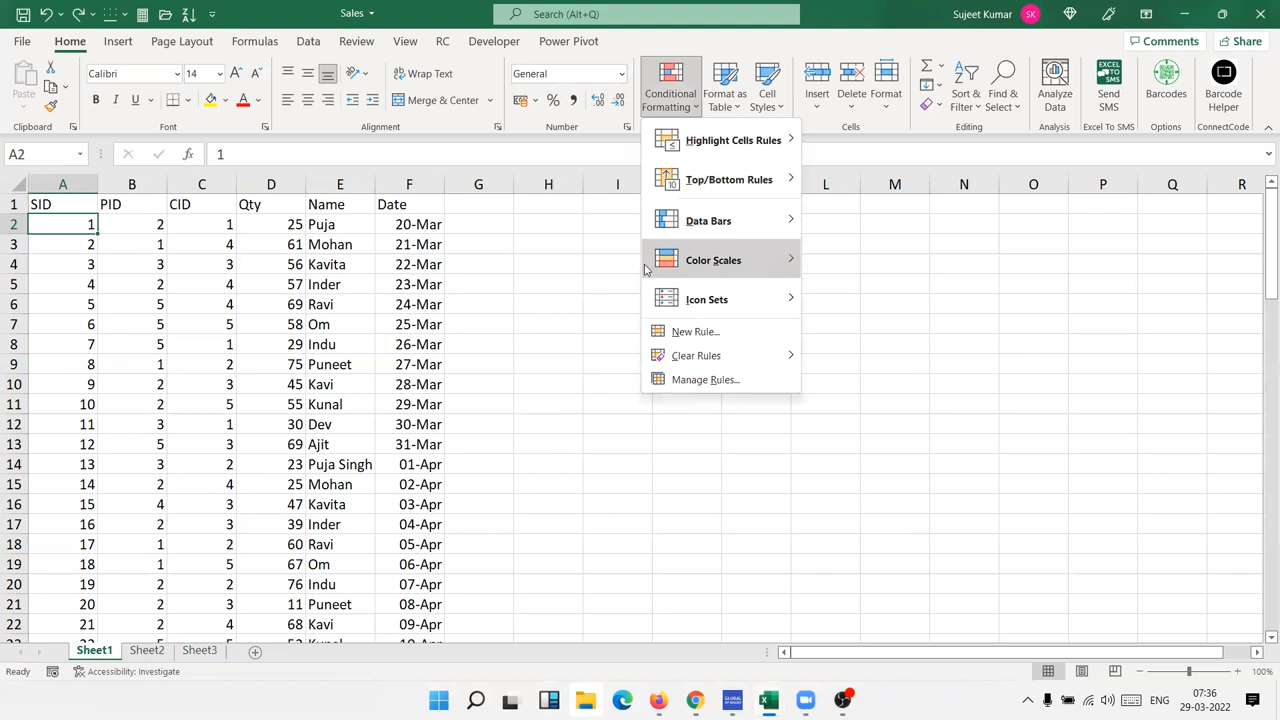 Sales
Search (Alt+Q)
Sujeet Kumar
SK
File Home Insert Page Layout Formulas Data Review View RC Developer Power Pivot
Comments
Share
Paste
Calibri
14
Wrap Text
Merge & Center
General
Conditional Formatting
Format as Table
Cell Styles
Insert
Delete
Format
Sort & Filter
Find & Select
Analyze Data
Send SMS
Barcodes
Barcode Helper
EXCEL TO SMS
Clipboard
Font
Alignment
Number
Cells
Editing
Analysis
Excel To SMS
Options
ConnectCode
A2
fx
1
Highlight Cells Rules
Top/Bottom Rules
Data Bars
Color Scales
Icon Sets
New Rule...
Clear Rules
Manage Rules...
A B C D E F G H I L M N O P Q R
1 SID PID CID Qty Name Date
2 1 2 1 25 Puja 20-Mar
3 2 1 4 61 Mohan 21-Mar
4 3 3 3 56 Kavita 22-Mar
5 4 2 4 57 Inder 23-Mar
6 5 5 4 69 Ravi 24-Mar
7 6 5 5 58 Om 25-Mar
8 7 5 1 29 Indu 26-Mar
9 8 1 2 75 Puneet 27-Mar
10 9 2 3 45 Kavi 28-Mar
11 10 2 5 55 Kunal 29-Mar
12 11 3 1 30 Dev 30-Mar
13 12 5 3 69 Ajit 31-Mar
14 13 3 2 23 Puja Singh 01-Apr
15 14 2 4 25 Mohan 02-Apr
16 15 4 3 47 Kavita 03-Apr
17 16 2 3 39 Inder 04-Apr
18 17 1 2 60 Ravi 05-Apr
19 18 1 5 67 Om 06-Apr
20 19 2 2 76 Indu 07-Apr
21 20 2 3 11 Puneet 08-Apr
22 21 2 4 68 Kavi 09-Apr
Sheet1 Sheet2 Sheet3
Ready
Accessibility: Investigate
100%
ENG
07:36
29-03-2022